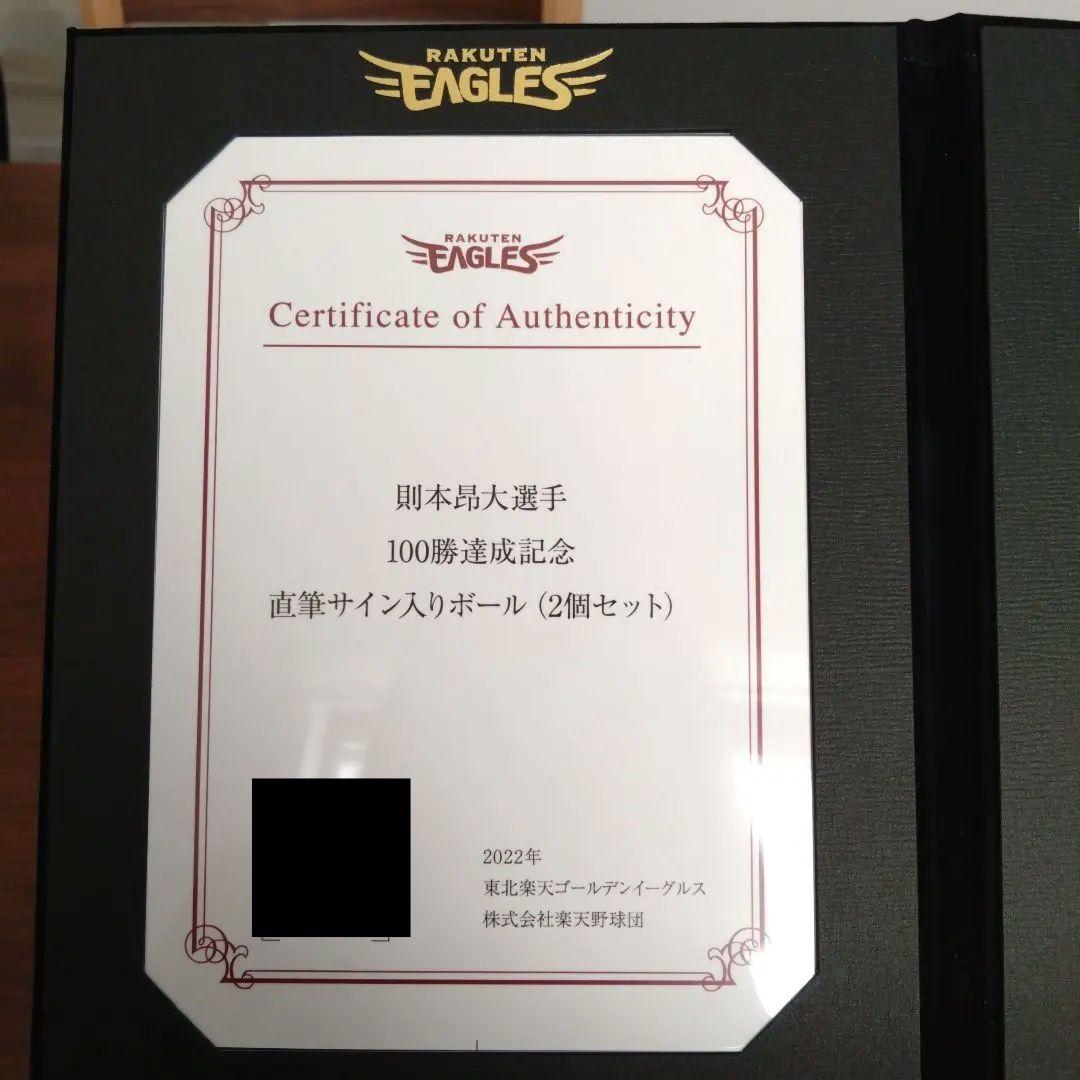 RAKUTEN
EAGLES
RAKUTEN
EAGLES
Certificate of Authenticity
則本昂大選手
100勝達成記念
直筆サイン入りボール（2個セット）
2022年
東北楽天ゴールデンイーグルス
株式会社楽天野球団